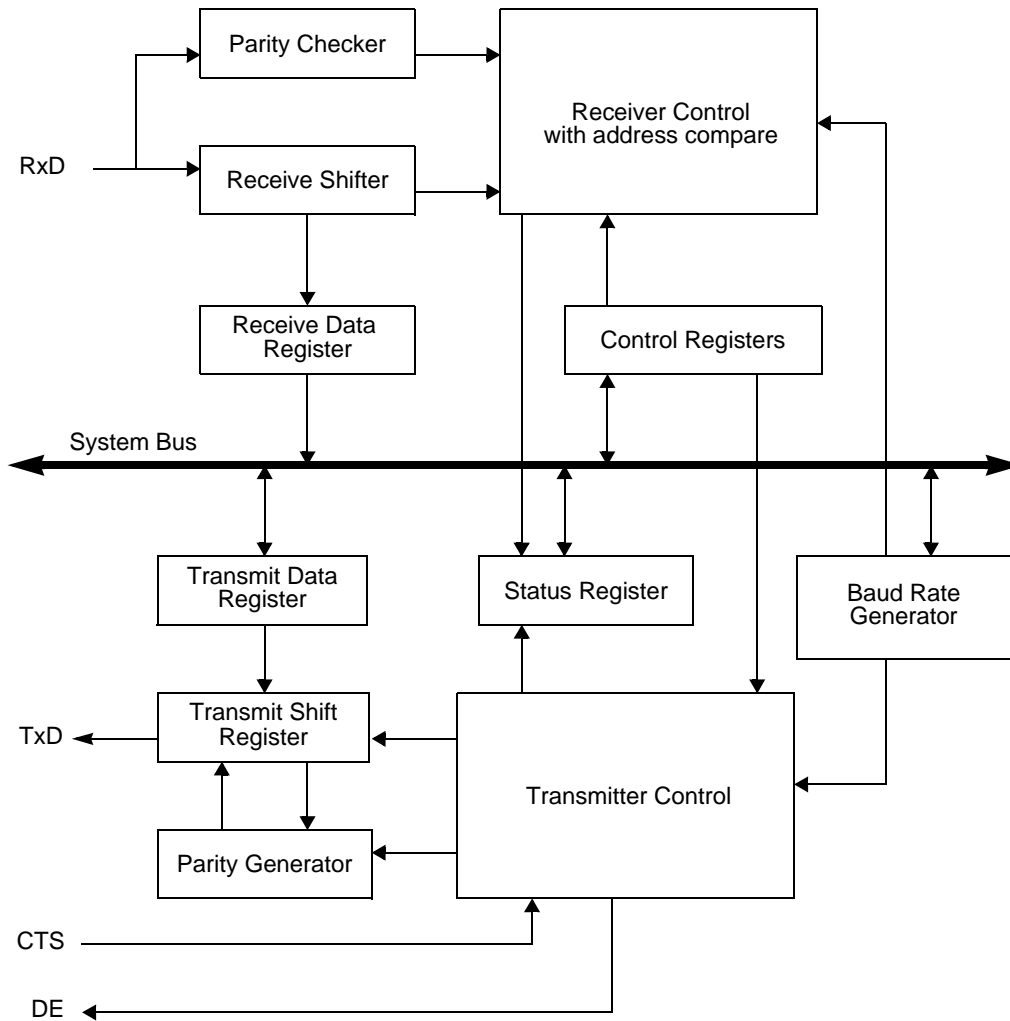 Parity Checker
Receiver Control
with address compare
RxD
Receive Shifter
Receive Data
Register
Control Registers
System Bus
Transmit Data
Register
Status Register
Baud Rate
Generator
Transmit Shift
Register
TxD
Transmitter Control
Parity Generator
CTS
DE